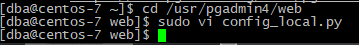 [dba@centos-7 ~]$ cd /usr/pgadmin4/web
[dba@centos-7 web]$ sudo vi config_local.py
[dba@centos-7 web]$